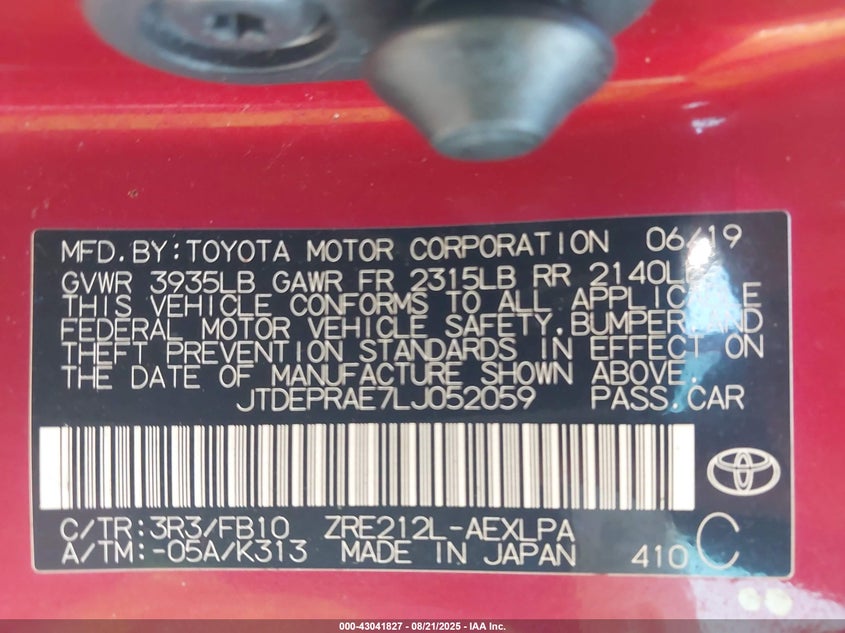 MFD. BY: TOYOTA MOTOR CORPORATION 06/19
GVWR 3935LB GAWR FR 2315LB RR 2140LB
THIS VEHICLE CONFORMS TO ALL APPLICABLE
FEDERAL MOTOR VEHICLE SAFETY, BUMPER, AND
THEFT PREVENTION STANDARDS IN EFFECT ON
THE DATE OF MANUFACTURE SHOWN ABOVE.
JTDEPRAE7LJ052059 PASS. CAR
C/TR: 3R3/FB10 ZRE212L-AEXLPA
A/TM: -05A/K313 MADE IN JAPAN 410 C
000-43041827 - 08/21/2025 - IAA Inc.